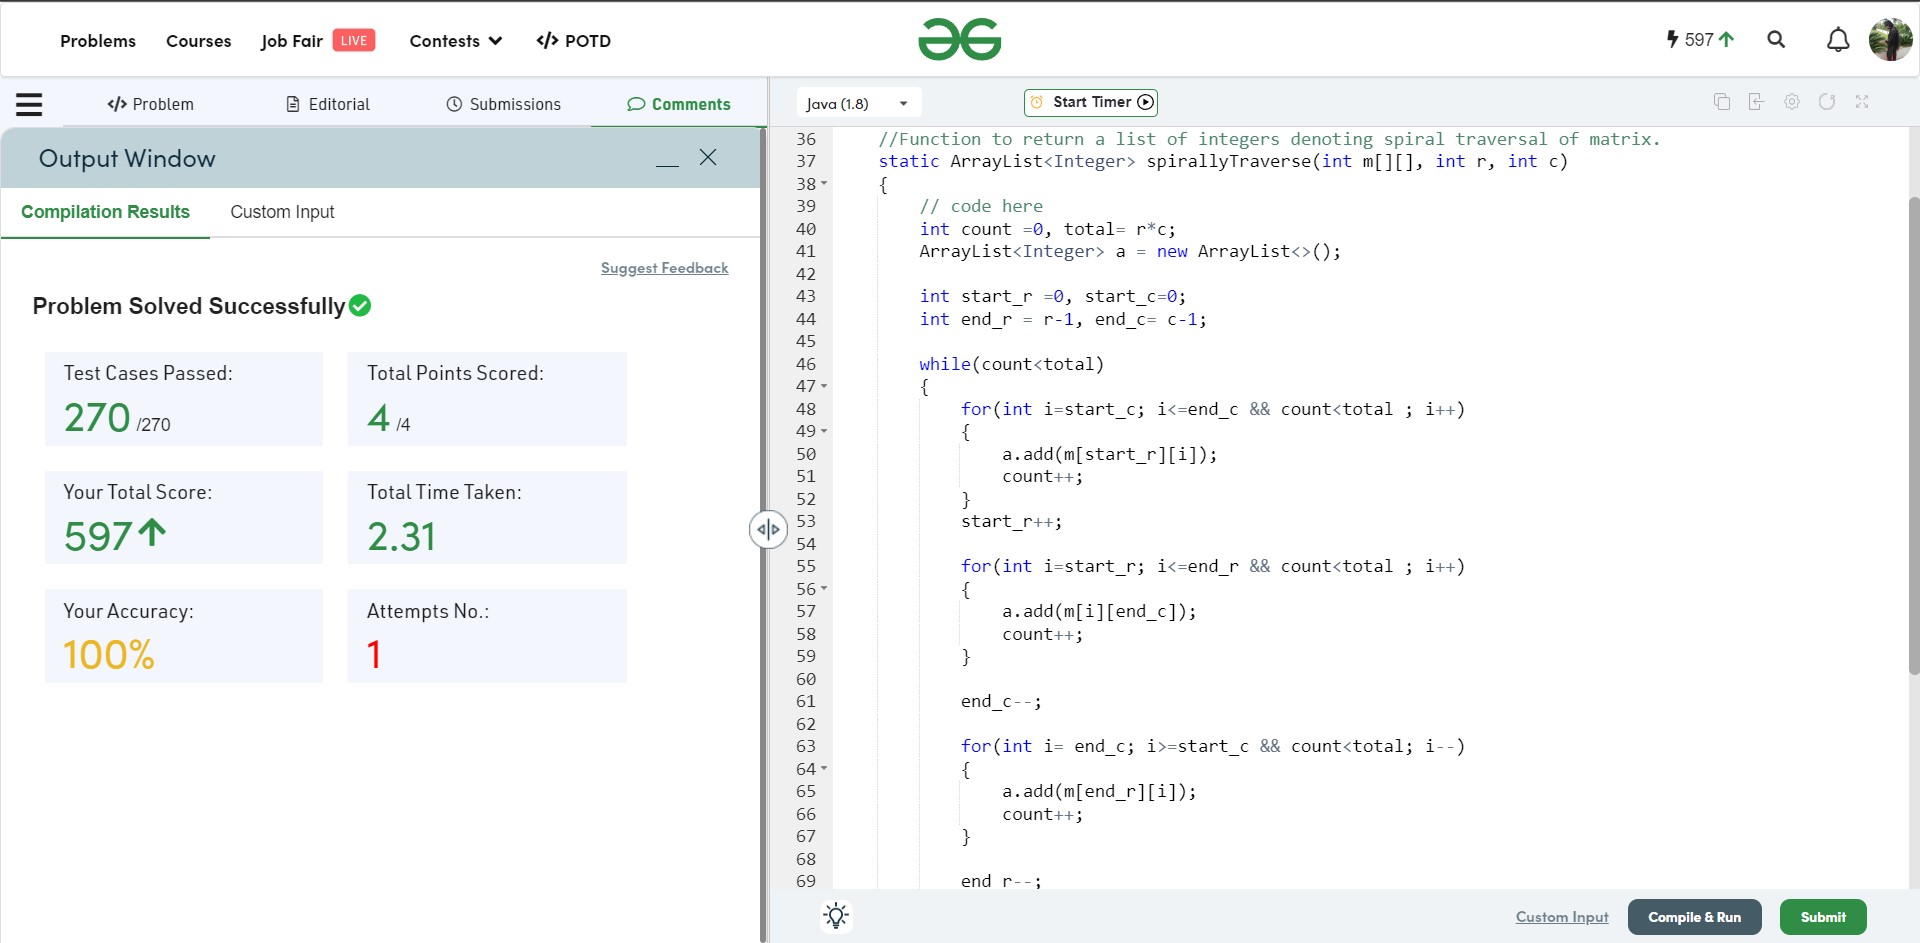 Problems Courses Job Fair LIVE Contests </> POTD
597
</> Problem Editorial Submissions Comments
Output Window
Compilation Results Custom Input
Suggest Feedback
Problem Solved Successfully
Test Cases Passed:
270 /270
Total Points Scored:
4 /4
Your Total Score:
597
Total Time Taken:
2.31
Your Accuracy:
100%
Attempts No.:
1
Java (1.8) Start Timer
36 //Function to return a list of integers denoting spiral traversal of matrix.
37 static ArrayList<Integer> spirallyTraverse(int m[][], int r, int c)
38 {
39 // code here
40 int count =0, total= r*c;
41 ArrayList<Integer> a = new ArrayList<>();
42
43 int start_r =0, start_c=0;
44 int end_r = r-1, end_c= c-1;
45
46 while(count<total)
47 {
48 for(int i=start_c; i<=end_c && count<total ; i++)
49 {
50 a.add(m[start_r][i]);
51 count++;
52 }
53 start_r++;
54
55 for(int i=start_r; i<=end_r && count<total ; i++)
56 {
57 a.add(m[i][end_c]);
58 count++;
59 }
60
61 end_c--;
62
63 for(int i= end_c; i>=start_c && count<total; i--)
64 {
65 a.add(m[end_r][i]);
66 count++;
67 }
68
69 end_r--;
Custom Input Compile & Run Submit